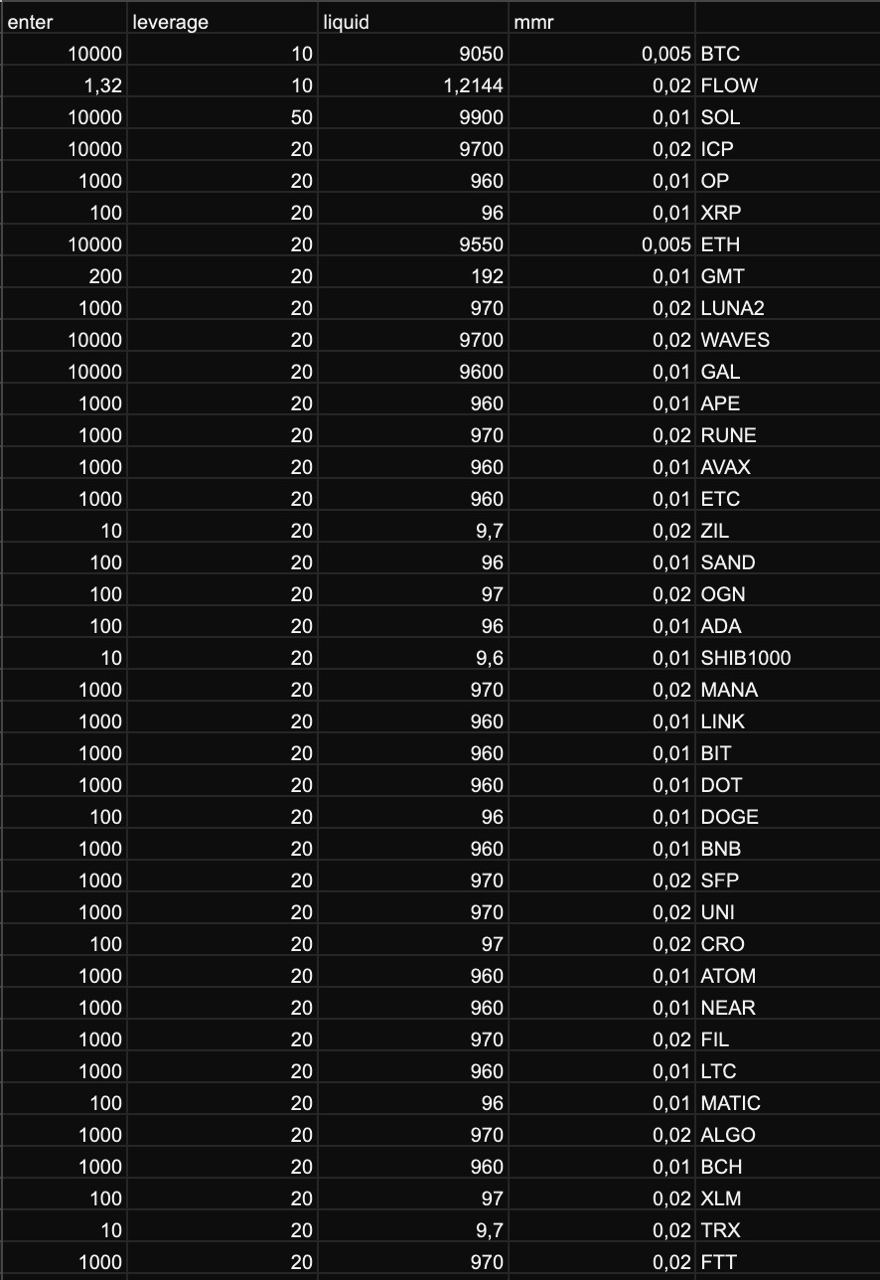 enter leverage liquid mmr
10000 10 9050 0,005 BTC
1,32 10 1,2144 0,02 FLOW
10000 50 9900 0,01 SOL
10000 20 9700 0,02 ICP
1000 20 960 0,01 OP
100 20 96 0,01 XRP
10000 20 9550 0,005 ETH
200 20 192 0,01 GMT
1000 20 970 0,02 LUNA2
10000 20 9700 0,02 WAVES
10000 20 9600 0,01 GAL
1000 20 960 0,01 APE
1000 20 970 0,02 RUNE
1000 20 960 0,01 AVAX
1000 20 960 0,01 ETC
10 20 9,7 0,02 ZIL
100 20 96 0,01 SAND
100 20 97 0,02 OGN
100 20 96 0,01 ADA
10 20 9,6 0,01 SHIB1000
1000 20 970 0,02 MANA
1000 20 960 0,01 LINK
1000 20 960 0,01 BIT
1000 20 960 0,01 DOT
100 20 96 0,01 DOGE
1000 20 960 0,01 BNB
1000 20 970 0,02 SFP
1000 20 970 0,02 UNI
100 20 97 0,02 CRO
1000 20 960 0,01 ATOM
1000 20 960 0,01 NEAR
1000 20 970 0,02 FIL
1000 20 960 0,01 LTC
100 20 96 0,01 MATIC
1000 20 970 0,02 ALGO
1000 20 960 0,01 BCH
100 20 97 0,02 XLM
10 20 9,7 0,02 TRX
1000 20 970 0,02 FTT